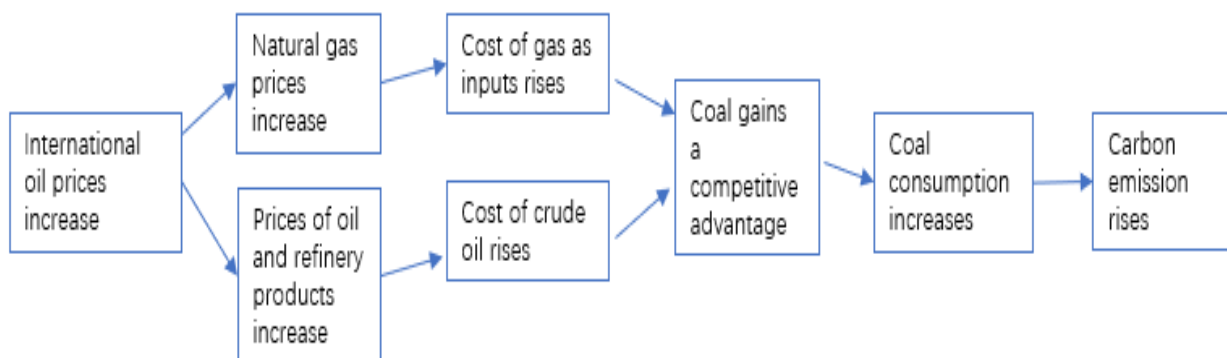 International
oil prices
increase
Natural gas
prices
increase
Prices of oil
and refinery
products
increase
Cost of gas as
inputs rises
Cost of crude
oil rises
Coal gains
a
competitive
advantage
Coal
consumption
increases
Carbon
emission
rises